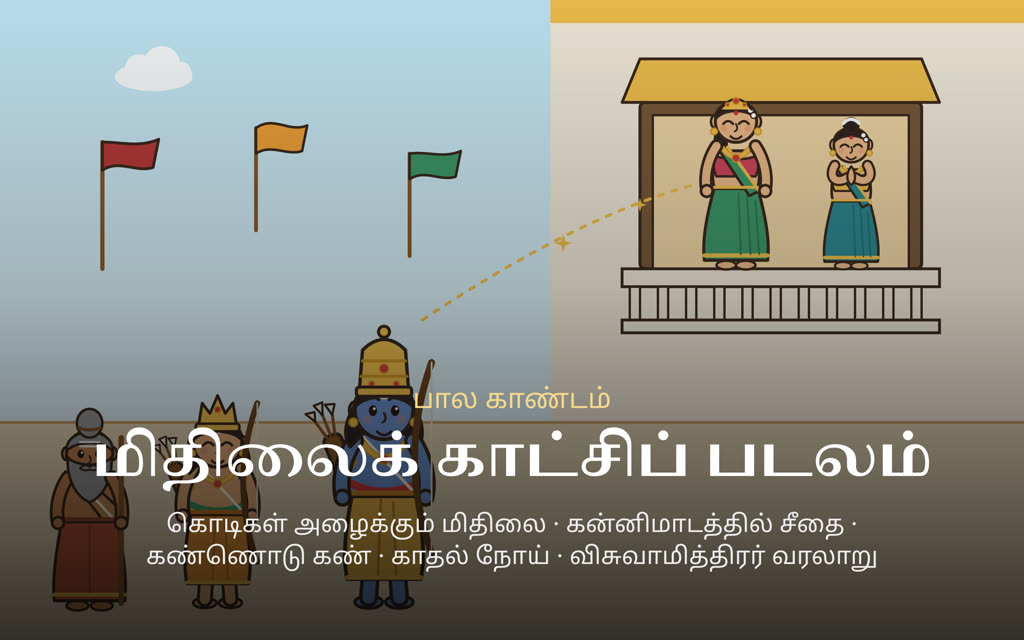 பால காண்டம்
மிதிலைக் காட்சிப் படலம்
கொடிகள் அழைக்கும் மிதிலை · கன்னிமாடத்தில் சீதை ·
கண்ணொடு கண் · காதல் நோய் · விசுவாமித்திரர் வரலாறு